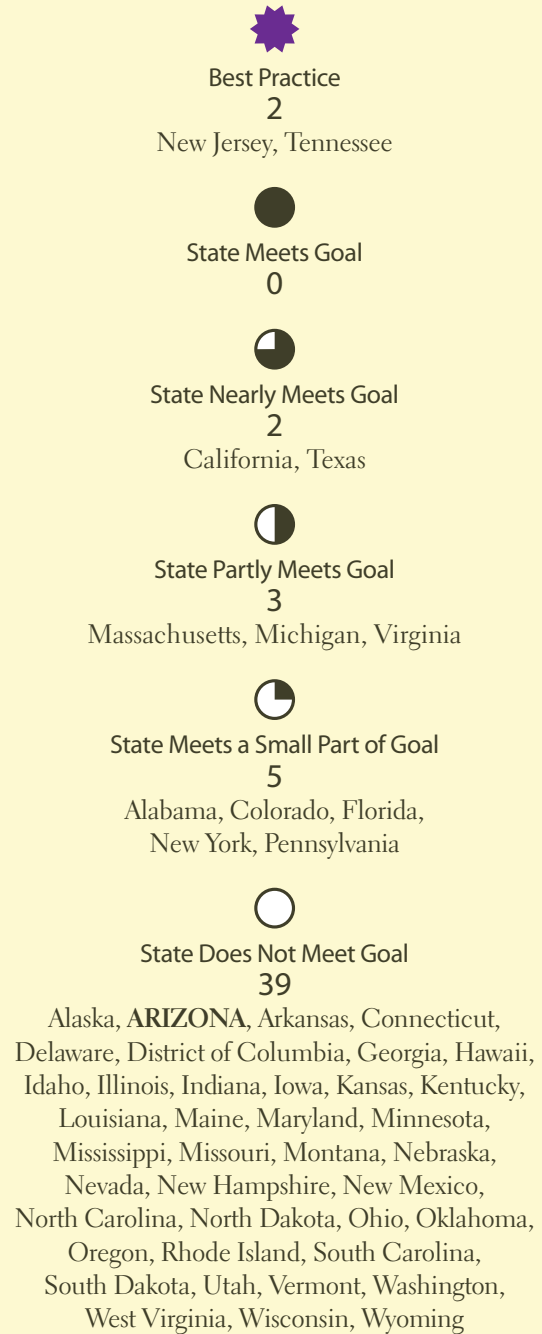 Best Practice
2
New Jersey, Tennessee
State Meets Goal
0
State Nearly Meets Goal
2
California, Texas
State Partly Meets Goal
3
Massachusetts, Michigan, Virginia
State Meets a Small Part of Goal
5
Alabama, Colorado, Florida,
New York, Pennsylvania
State Does Not Meet Goal
39
Alaska, ARIZONA, Arkansas, Connecticut,
Delaware, District of Columbia, Georgia, Hawaii,
Idaho, Illinois, Indiana, Iowa, Kansas, Kentucky,
Louisiana, Maine, Maryland, Minnesota,
Mississippi, Missouri, Montana, Nebraska,
Nevada, New Hampshire, New Mexico,
North Carolina, North Dakota, Ohio, Oklahoma,
Oregon, Rhode Island, South Carolina,
South Dakota, Utah, Vermont, Washington,
West Virginia, Wisconsin, Wyoming